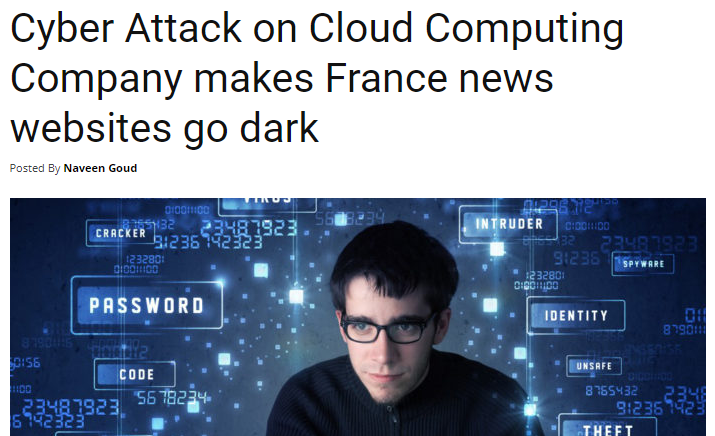 Cyber Attack on Cloud Computing
Company makes France news
websites go dark
Posted By Naveen Goud
VIRUS
INTRUDER
CRACKER
23487923
91236742323
SPYWARE
PASSWORD
IDENTITY
CODE
UNSAFE
5678234
8765432
23487923
THEFT